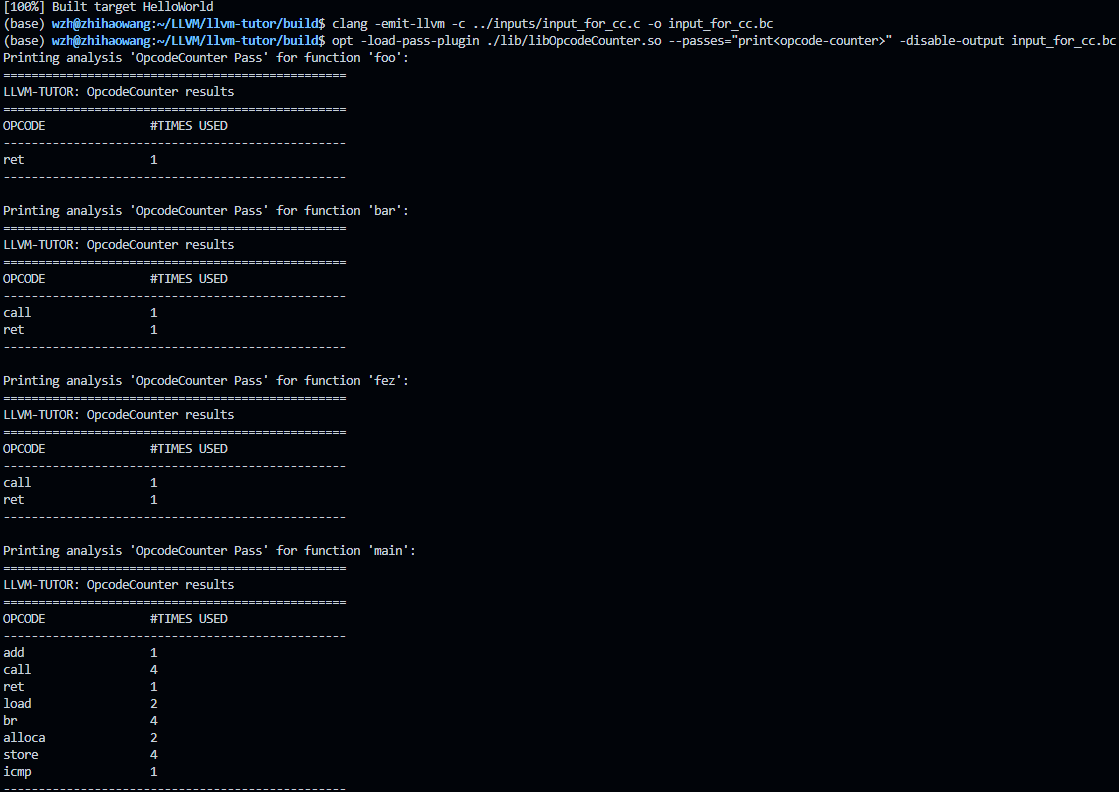 [100%] Built target HelloWorld
(base) wzh@zhihaowang:~/LLVM/llvm-tutor/build$ clang -emit-llvm -c ../inputs/input_for_cc.c -o input_for_cc.bc
(base) wzh@zhihaowang:~/LLVM/llvm-tutor/build$ opt -load-pass-plugin ./lib/libOpcodeCounter.so --passes="print<opcode-counter>" -disable-output input_for_cc.bc
Printing analysis 'OpcodeCounter Pass' for function 'foo':
=================================================
LLVM-TUTOR: OpcodeCounter results
=================================================
OPCODE               #TIMES USED
-------------------------------------------------
ret                  1
-------------------------------------------------

Printing analysis 'OpcodeCounter Pass' for function 'bar':
=================================================
LLVM-TUTOR: OpcodeCounter results
=================================================
OPCODE               #TIMES USED
-------------------------------------------------
call                 1
ret                  1
-------------------------------------------------

Printing analysis 'OpcodeCounter Pass' for function 'fez':
=================================================
LLVM-TUTOR: OpcodeCounter results
=================================================
OPCODE               #TIMES USED
-------------------------------------------------
call                 1
ret                  1
-------------------------------------------------

Printing analysis 'OpcodeCounter Pass' for function 'main':
=================================================
LLVM-TUTOR: OpcodeCounter results
=================================================
OPCODE               #TIMES USED
-------------------------------------------------
add                  1
call                 4
ret                  1
load                 2
br                   4
alloca               2
store                4
icmp                 1
-------------------------------------------------